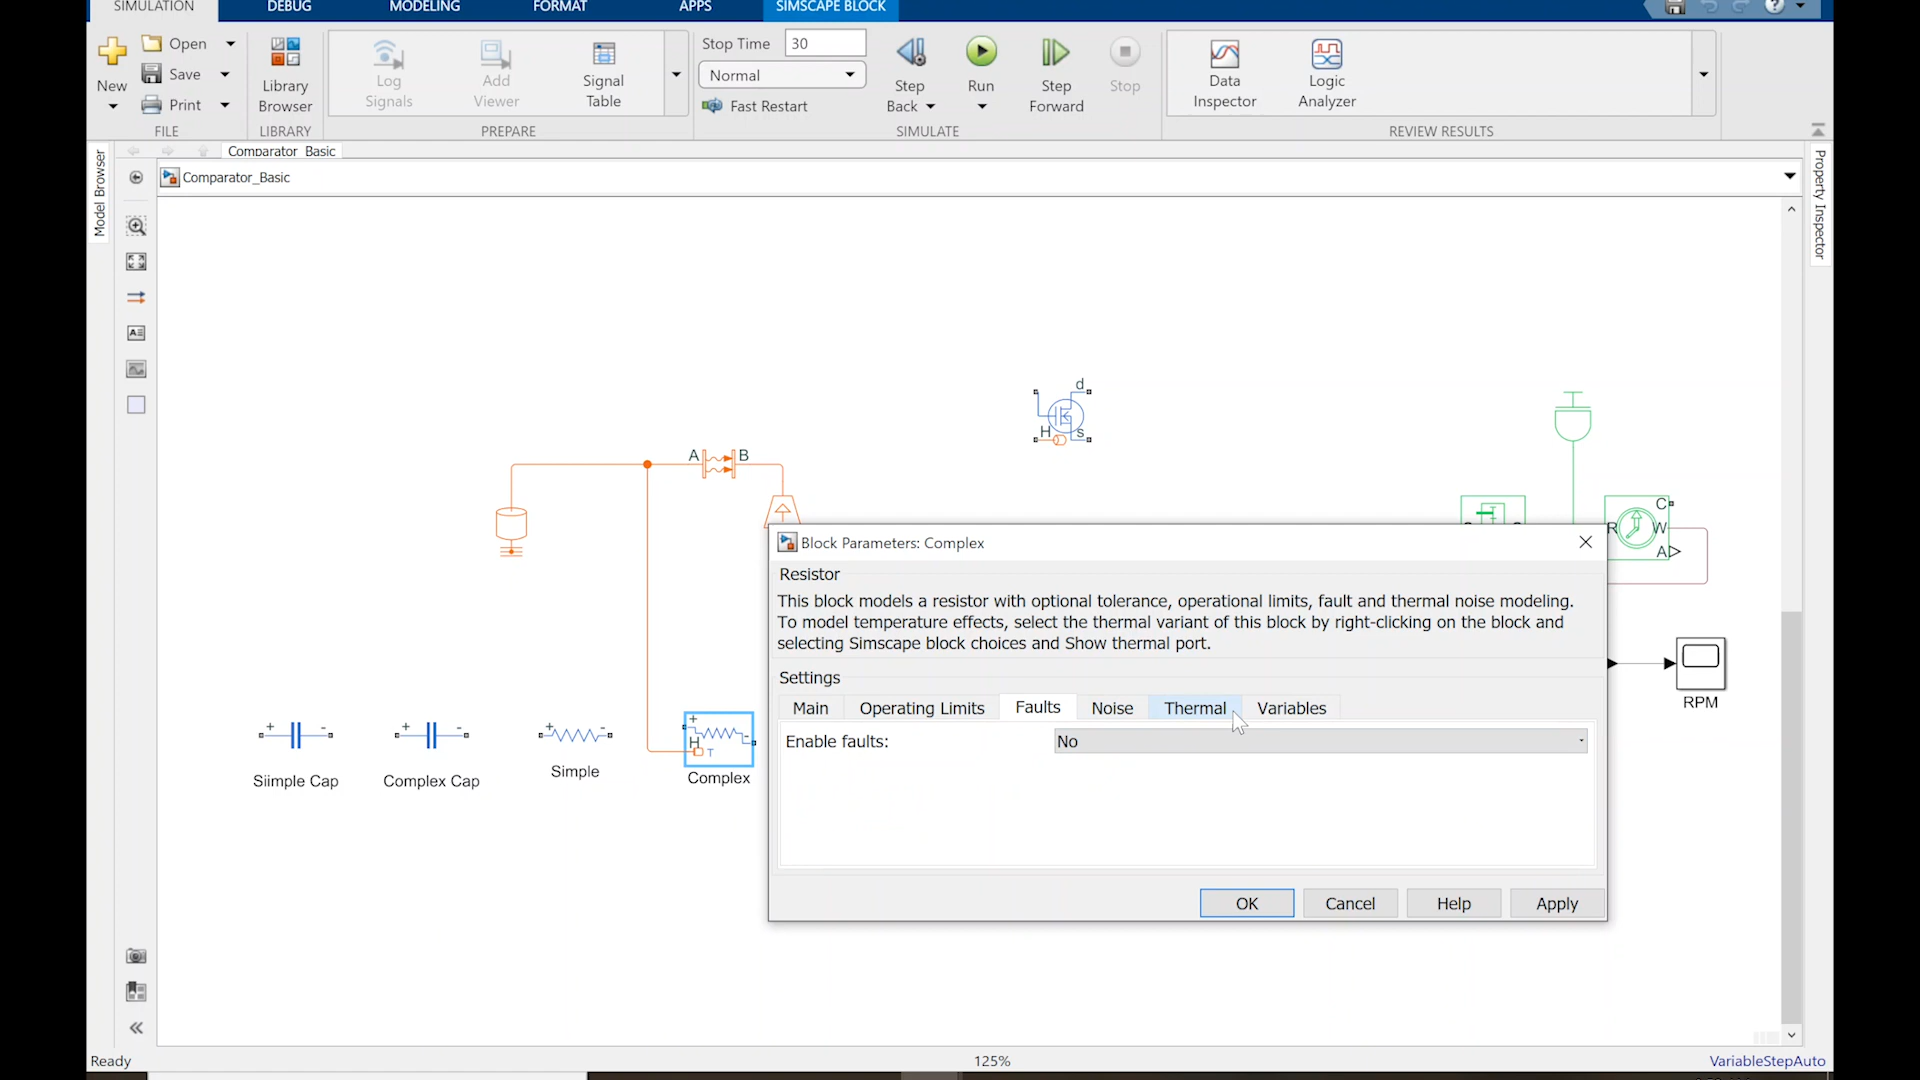 SIMULATION DEBUG MODELING FORMAT APPS SIMSCAPE BLOCK
New
Open
Save
Print
FILE
Library
Browser
LIBRARY
Log
Signals
Add
Viewer
Signal
Table
PREPARE
Stop Time 30
Normal
Fast Restart
Step
Back
Run
Step
Forward
Stop
SIMULATE
Data
Inspector
Logic
Analyzer
REVIEW RESULTS
Model Browser
Comparator_Basic
Comparator_Basic
Property Inspector
d
H s
A B
C
R W
A
RPM
+ -
Siimple Cap
+ -
Complex Cap
+ -
Simple
+
H -
T
Complex
Block Parameters: Complex
Resistor
This block models a resistor with optional tolerance, operational limits, fault and thermal noise modeling.
To model temperature effects, select the thermal variant of this block by right-clicking on the block and
selecting Simscape block choices and Show thermal port.
Settings
Main Operating Limits Faults Noise Thermal Variables
Enable faults: No
OK Cancel Help Apply
Ready 125% VariableStepAuto